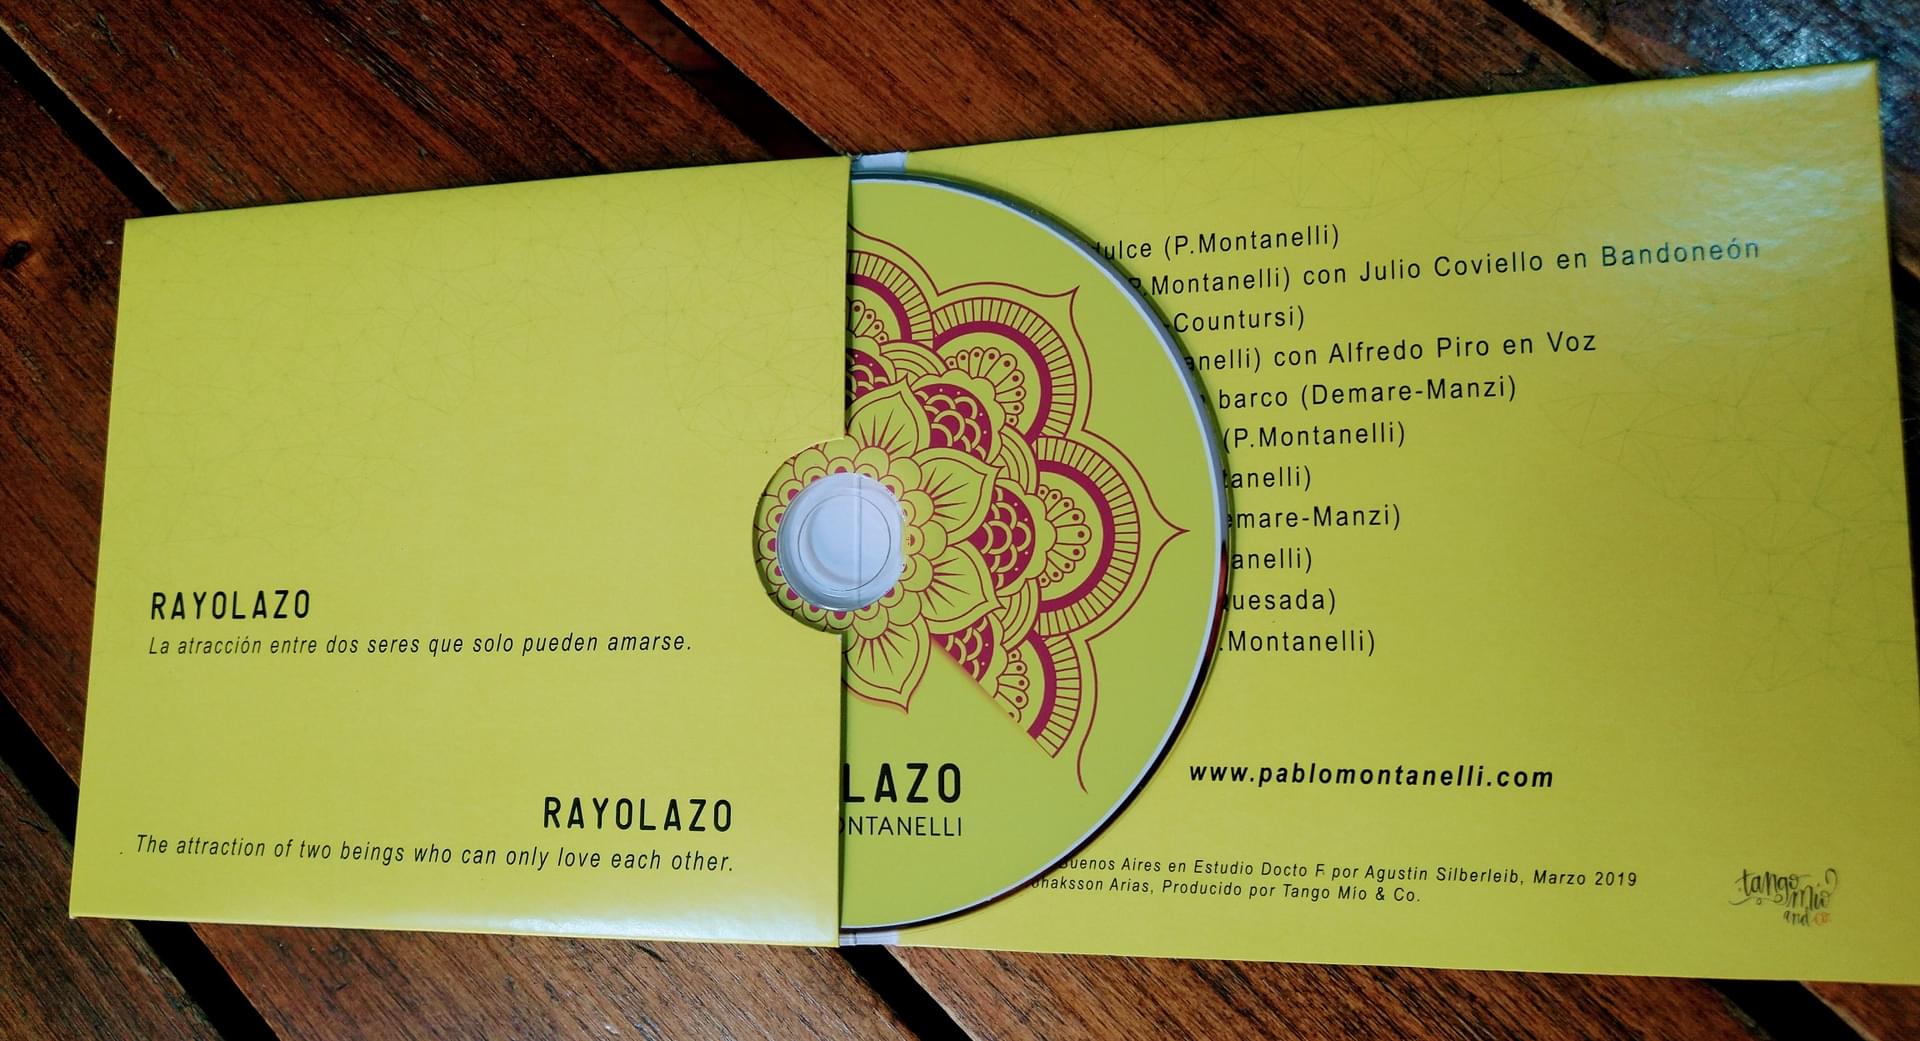 RAYOLAZO
La atracción entre dos seres que solo pueden amarse.
RAYOLAZO
The attraction of two beings who can only love each other.
LAZO
ONTANELLI
dulce (P.Montanelli)
P.Montanelli) con Julio Coviello en Bandoneón
-Countursi)
anelli) con Alfredo Piro en Voz
barco (Demare-Manzi)
(P.Montanelli)
tanelli)
emare-Manzi)
anelli)
uesada)
.Montanelli)
www.pablomontanelli.com
Buenos Aires en Estudio Docto F. por Agustin Silberleib, Marzo 2019
Arias, Producido por Tango Mio & Co.
tango
mio
and co.